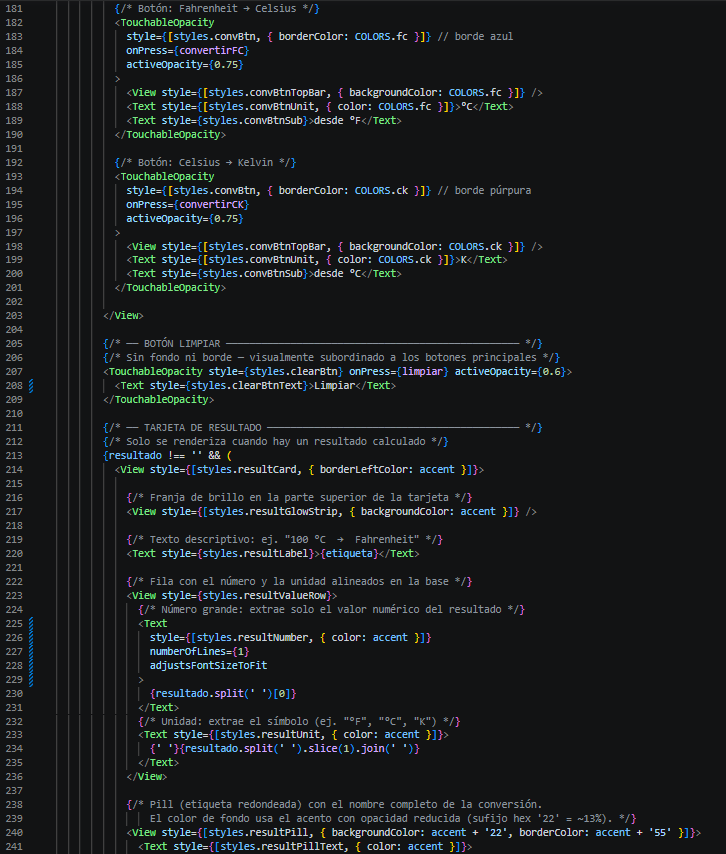 181 {/* Botón: Fahrenheit → Celsius */}
182 <TouchableOpacity
183 style={[styles.convBtn, { borderColor: COLORS.fc }]} // borde azul
184 onPress={convertirFC}
185 activeOpacity={0.75}
186 >
187 <View style={[styles.convBtnTopBar, { backgroundColor: COLORS.fc }]} />
188 <Text style={[styles.convBtnUnit, { color: COLORS.fc }]}>°C</Text>
189 <Text style={styles.convBtnSub}>desde °F</Text>
190 </TouchableOpacity>
191
192 {/* Botón: Celsius → Kelvin */}
193 <TouchableOpacity
194 style={[styles.convBtn, { borderColor: COLORS.ck }]} // borde púrpura
195 onPress={convertirCK}
196 activeOpacity={0.75}
197 >
198 <View style={[styles.convBtnTopBar, { backgroundColor: COLORS.ck }]} />
199 <Text style={[styles.convBtnUnit, { color: COLORS.ck }]}>K</Text>
200 <Text style={styles.convBtnSub}>desde °C</Text>
201 </TouchableOpacity>
202
203 </View>
204
205 {/* —— BOTÓN LIMPIAR —————————————————————————— */}
206 {/* Sin fondo ni borde — visualmente subordinado a los botones principales */}
207 <TouchableOpacity style={styles.clearBtn} onPress={limpiar} activeOpacity={0.6}>
208 <Text style={styles.clearBtnText}>Limpiar</Text>
209 </TouchableOpacity>
210
211 {/* —— TARJETA DE RESULTADO —————————————————————— */}
212 {/* Solo se renderiza cuando hay un resultado calculado */}
213 {resultado !== '' && (
214 <View style={[styles.resultCard, { borderLeftColor: accent }]}>
215
216 {/* Franja de brillo en la parte superior de la tarjeta */}
217 <View style={[styles.resultGlowStrip, { backgroundColor: accent }]} />
218
219 {/* Texto descriptivo: ej. "100 °C → Fahrenheit" */}
220 <Text style={styles.resultLabel}>{etiqueta}</Text>
221
222 {/* Fila con el número y la unidad alineados en la base */}
223 <View style={styles.resultValueRow}>
224 {/* Número grande: extrae solo el valor numérico del resultado */}
225 <Text
226 style={[styles.resultNumber, { color: accent }]}
227 numberOfLines={1}
228 adjustsFontSizeToFit
229 >
230 {resultado.split(' ')[0]}
231 </Text>
232 {/* Unidad: extrae el símbolo (ej. "°F", "°C", "K") */}
233 <Text style={[styles.resultUnit, { color: accent }]}>
234 {' '}{resultado.split(' ').slice(1).join(' ')}
235 </Text>
236 </View>
237
238 {/* Pill (etiqueta redondeada) con el nombre completo de la conversión.
239 El color de fondo usa el acento con opacidad reducida (sufijo hex '22' = ~13%). */}
240 <View style={[styles.resultPill, { backgroundColor: accent + '22', borderColor: accent + '55' }]}>
241 <Text style={[styles.resultPillText, { color: accent }]}>